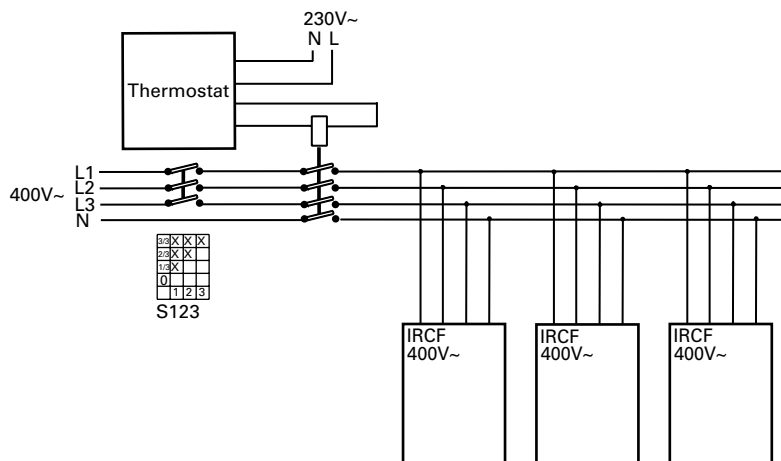 230V~
N L
Thermostat
400V~
L1
L2
L3
N
3/3 X X X
2/3 X X
1/3 X
0
1 2 3
S123
IRCF
400V~
IRCF
400V~
IRCF
400V~